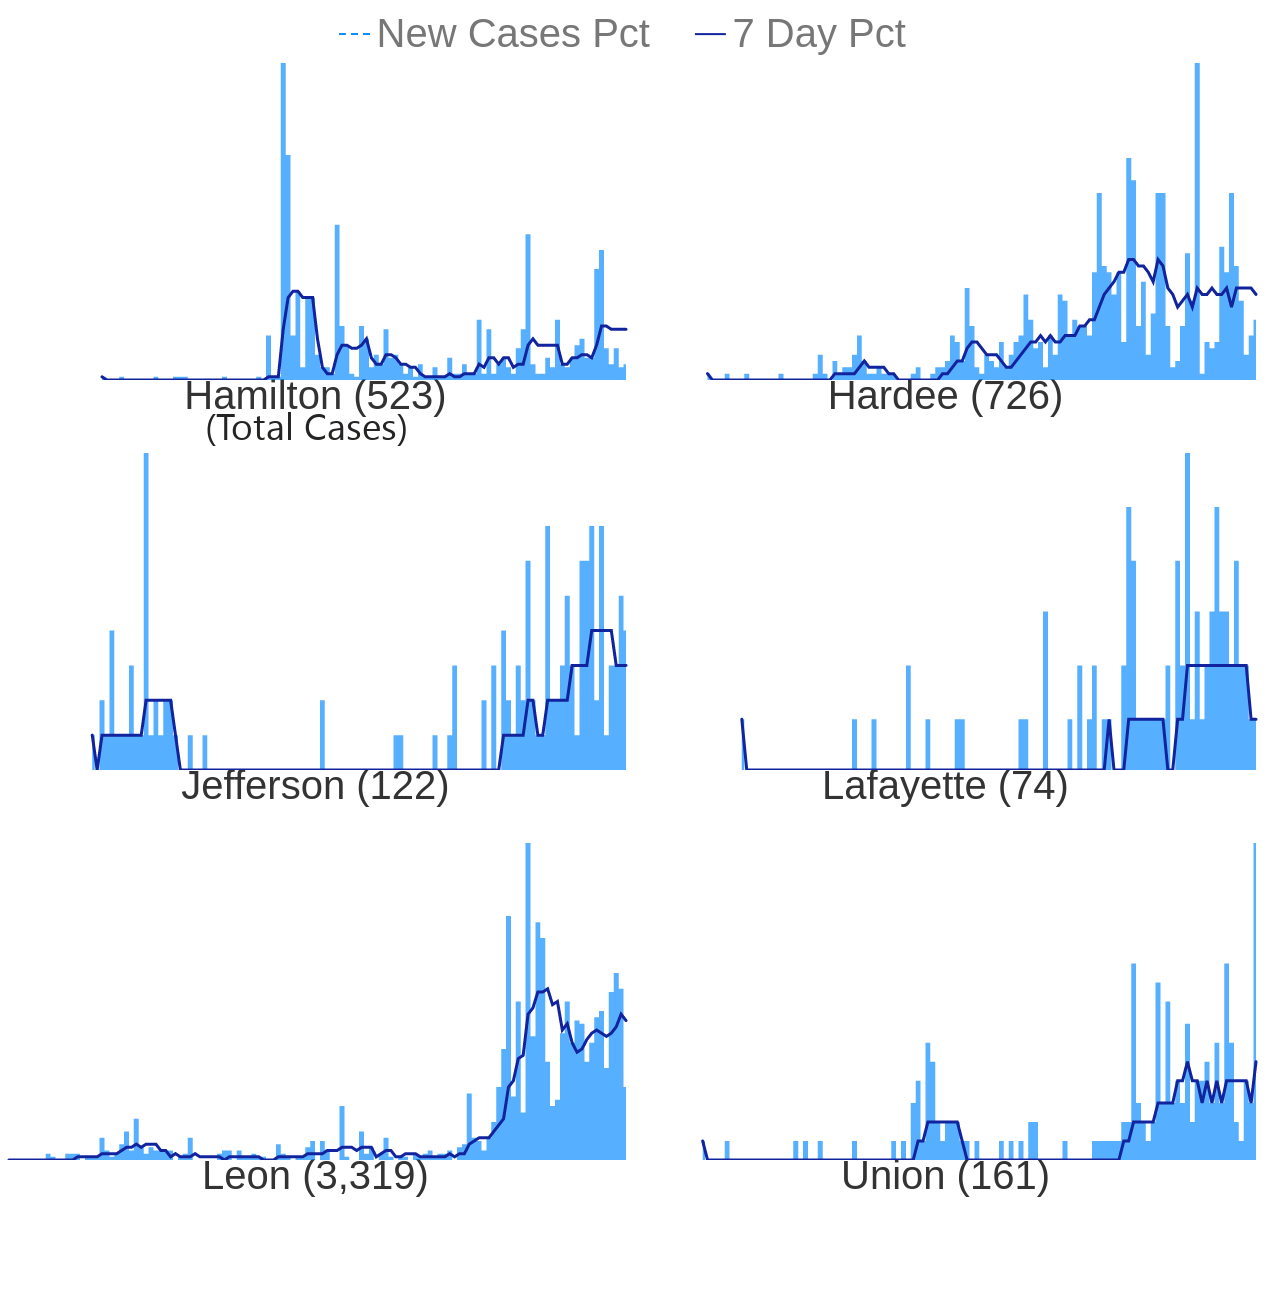 New Cases Pct 7 Day Pct
Hamilton (523) Hardee (726)
(Total Cases)
Jefferson (122) Lafayette (74)
Leon (3,319) Union (161)